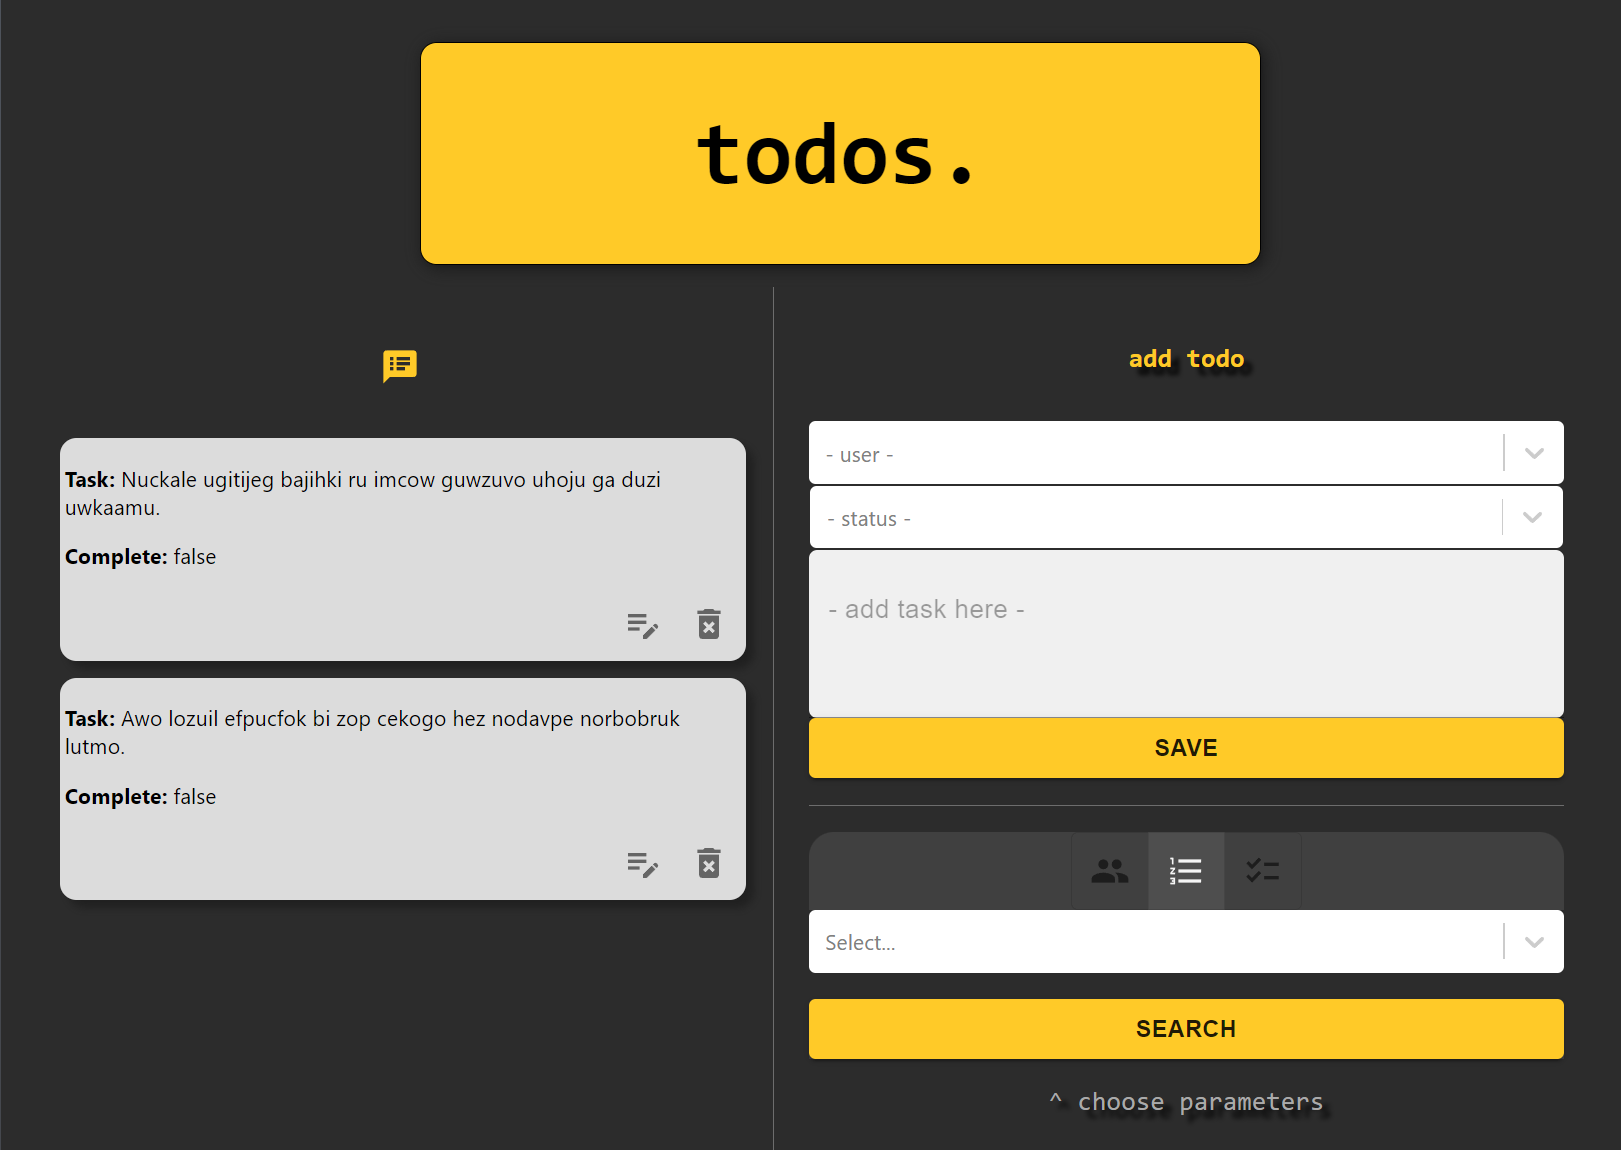 todos.
Task: Nuckale ugitijeg bajihki ru imcow guwzuvo uhoju ga duzi
uwkaamu.
Complete: false
Task: Awo lozuil efpucfok bi zop cekogo hez nodavpe norbobruk
lutmo.
Complete: false
add todo
- user -
- status -
- add task here -
SAVE
Select...
SEARCH
^ choose parameters